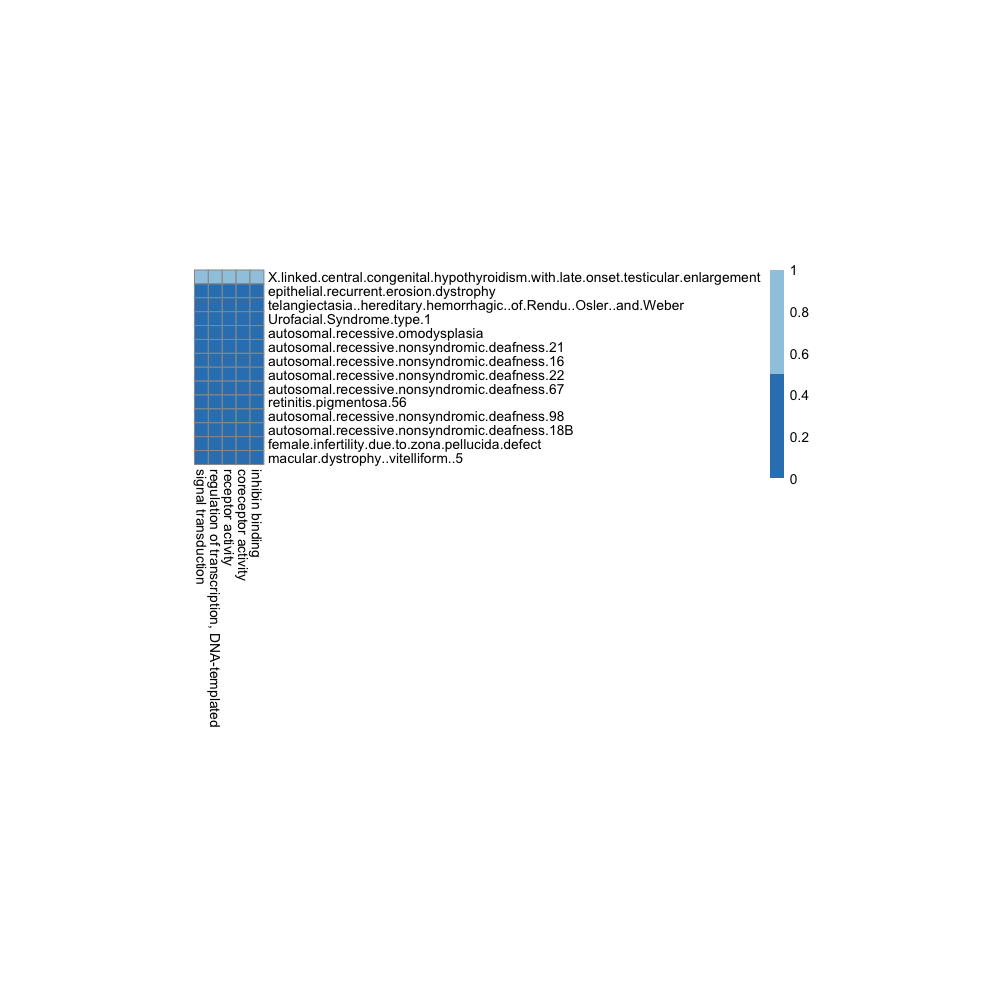 X.linked.central.congenital.hypothyroidism.with.late.onset.testicular.enlargement
epithelial.recurrent.erosion.dystrophy
telangiectasia..hereditary.hemorrhagic..of.Rendu..Osler..and.Weber
Urofacial.Syndrome.type.1
autosomal.recessive.omodysplasia
autosomal.recessive.nonsyndromic.deafness.21
autosomal.recessive.nonsyndromic.deafness.16
autosomal.recessive.nonsyndromic.deafness.22
autosomal.recessive.nonsyndromic.deafness.67
retinitis.pigmentosa.56
autosomal.recessive.nonsyndromic.deafness.98
autosomal.recessive.nonsyndromic.deafness.18B
female.infertility.due.to.zona.pellucida.defect
macular.dystrophy..vitelliform..5
signal transduction
regulation of transcription, DNA-templated
receptor activity
coreceptor activity
inhibin binding
1
0.8
0.6
0.4
0.2
0